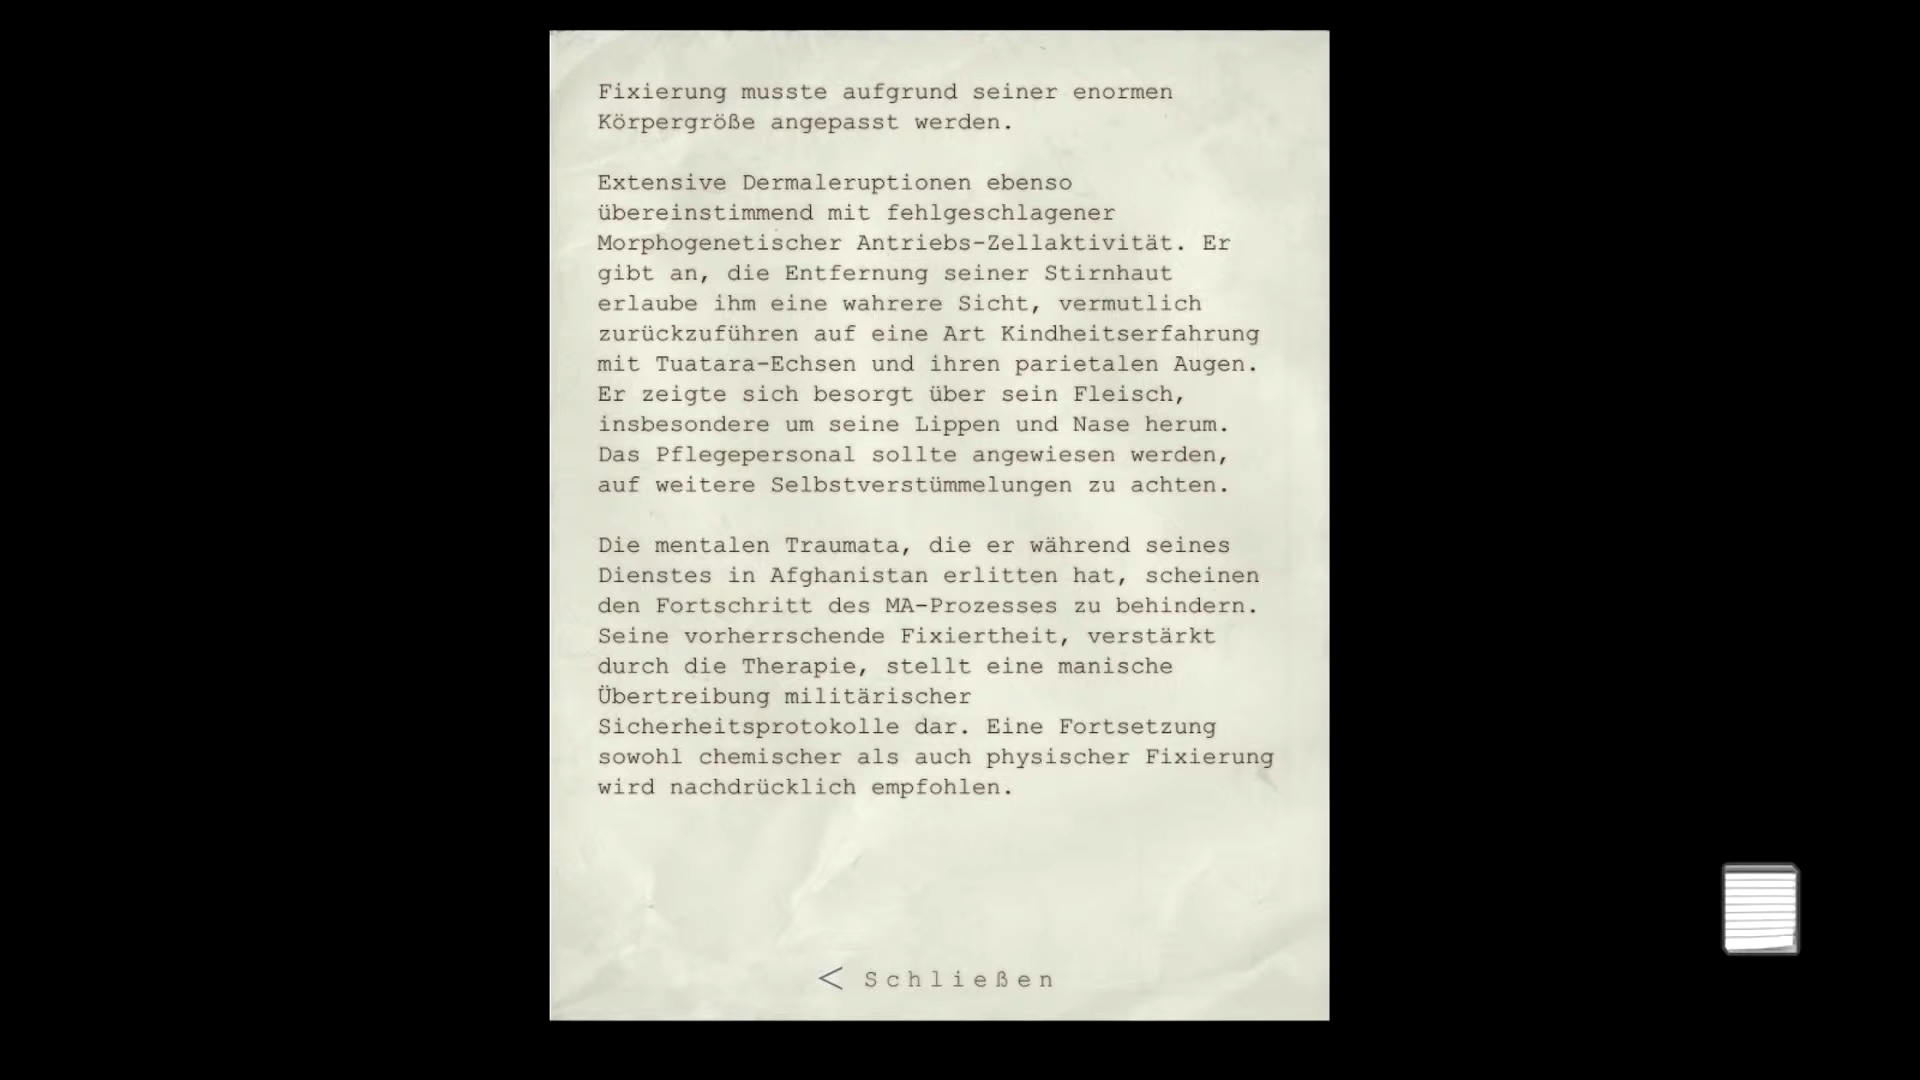 Fixierung musste aufgrund seiner enormen
Körpergröße angepasst werden.
Extensive Dermaleruptionen ebenso
übereinstimmend mit fehlgeschlagener
Morphogenetischer Antriebs-Zellaktivität. Er
gibt an, die Entfernung seiner Stirnhaut
erlaube ihm eine wahrere Sicht, vermutlich
zurückzuführen auf eine Art Kindheitserfahrung
mit Tuatara-Echsen und ihren parietalen Augen.
Er zeigte sich besorgt über sein Fleisch,
insbesondere um seine Lippen und Nase herum.
Das Pflegepersonal sollte angewiesen werden,
auf weitere Selbstverstümmelungen zu achten.
Die mentalen Traumata, die er während seines
Dienstes in Afghanistan erlitten hat, scheinen
den Fortschritt des MA-Prozesses zu behindern.
Seine vorherrschende Fixiertheit, verstärkt
durch die Therapie, stellt eine manische
Übertreibung militärischer
Sicherheitsprotokolle dar. Eine Fortsetzung
sowohl chemischer als auch physischer Fixierung
wird nachdrücklich empfohlen.
< Schließen